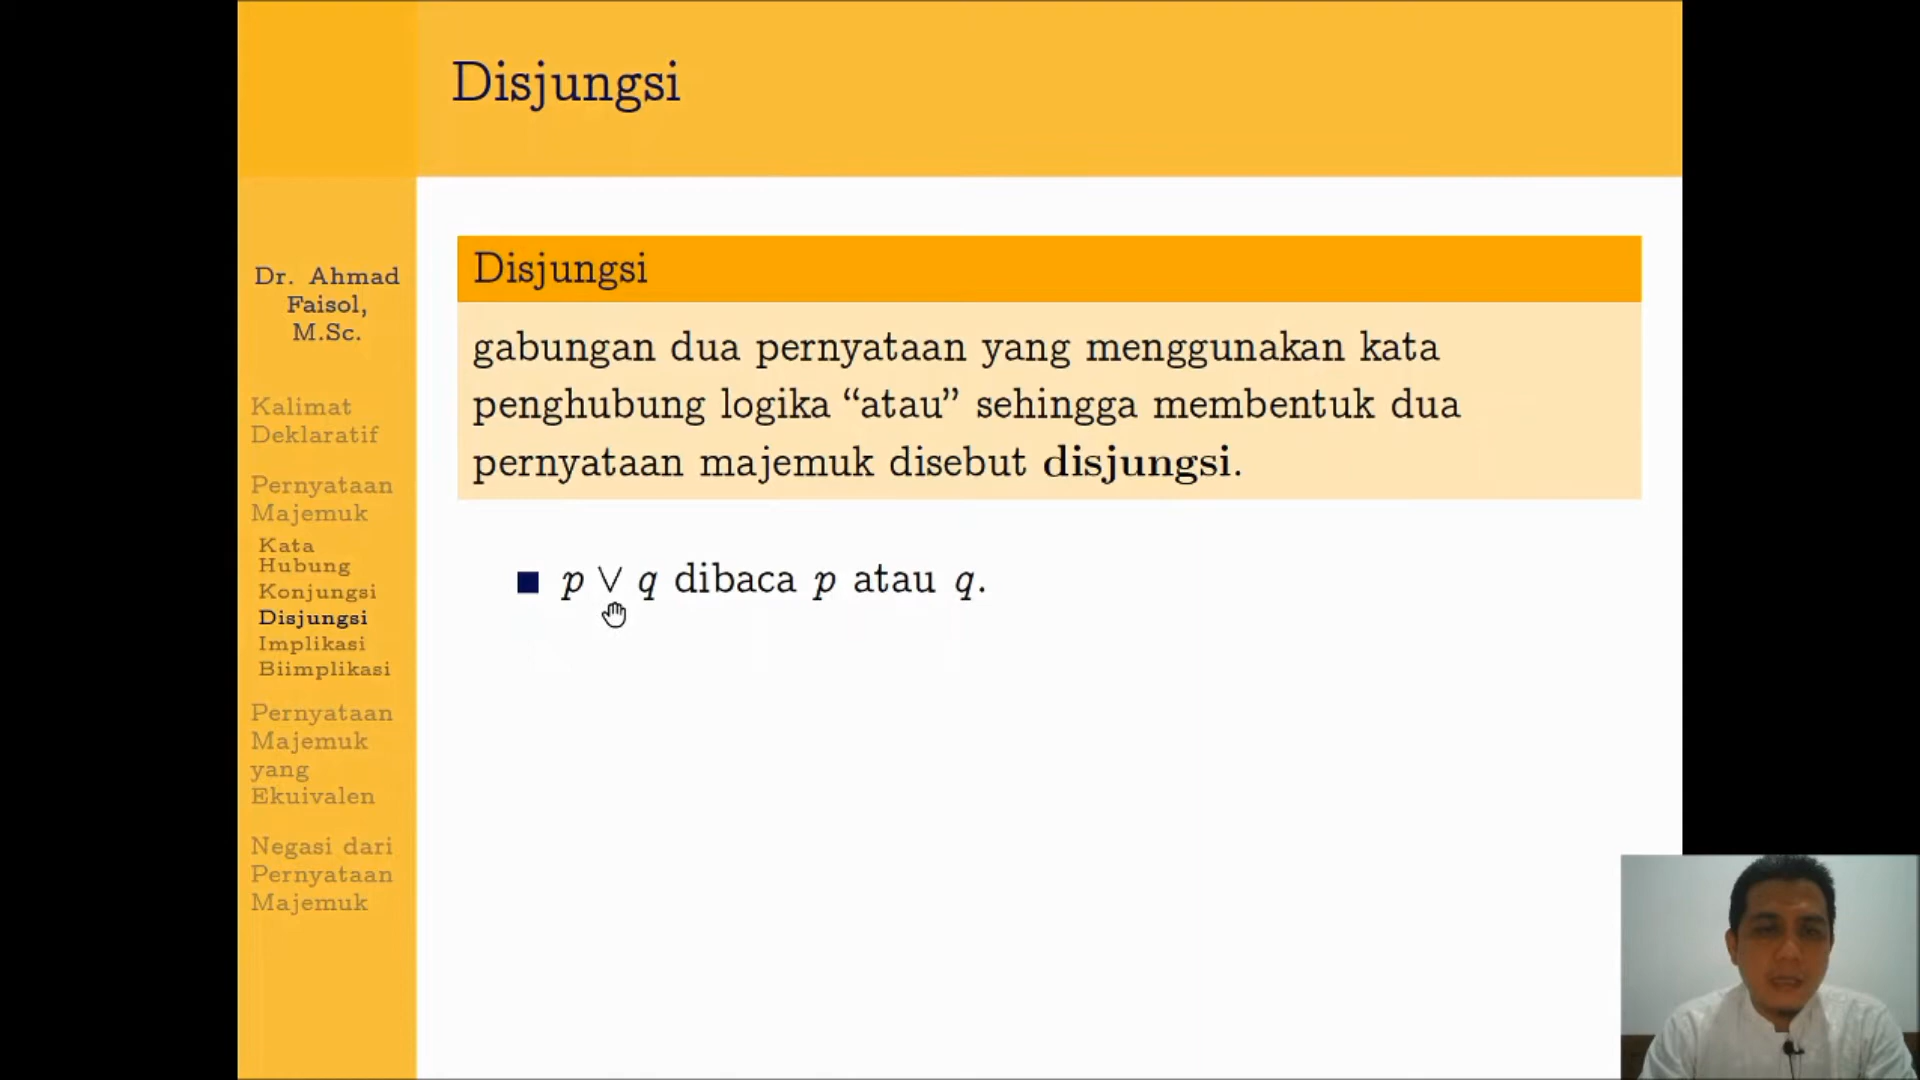 Disjungsi
Dr. Ahmad
Faisol,
M.Sc.
Kalimat
Deklaratif
Pernyataan
Majemuk
Kata
Hubung
Konjungsi
Disjungsi
Implikasi
Biimplikasi
Pernyataan
Majemuk
yang
Ekuivalen
Negasi dari
Pernyataan
Majemuk
Disjungsi
gabungan dua pernyataan yang menggunakan kata
penghubung logika “atau” sehingga membentuk dua
pernyataan majemuk disebut disjungsi.
p ∨ q dibaca p atau q.